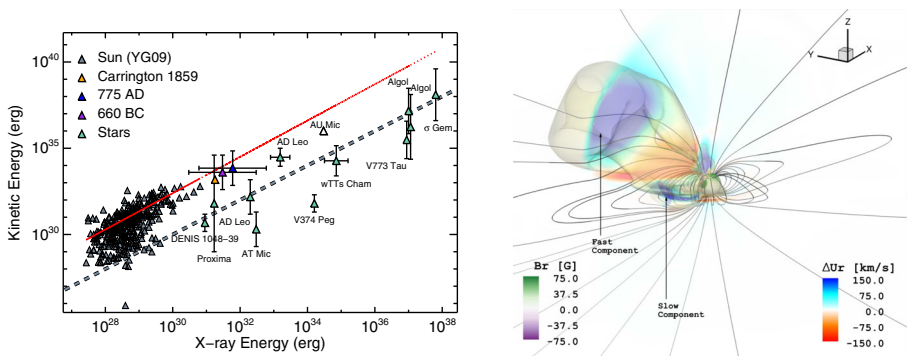 Kinetic Energy (erg)
10^40
10^35
10^30
Sun (YG09)
Carrington 1859
775 AD
660 BC
Stars
Algol
Algol
AU Mic
σ Gem
AD Leo
V773 Tau
wTTs Cham
V374 Peg
AD Leo
DENIS 1048-39
AT Mic
Proxima
10^28 10^30 10^32 10^34 10^36 10^38
X-ray Energy (erg)
Z
Y X
Fast
Component
Slow
Component
Br [G]
75.0
37.5
0.0
-37.5
-75.0
ΔUr [km/s]
150.0
75.0
0.0
-75.0
-150.0